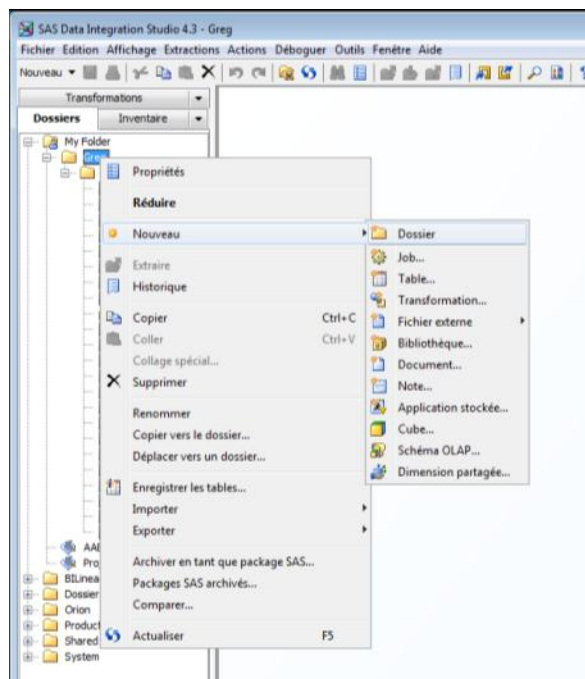 SAS Data Integration Studio 4.3 - Greg
Fichier Edition Affichage Extractions Actions Déboguer Outils Fenêtre Aide
Nouveau
Transformations
Dossiers Inventaire
My Folder
Greg
Propriétés
Réduire
Nouveau
Extraire
Historique
Copier Ctrl+C
Coller Ctrl+V
Collage spécial...
Supprimer
Renommer
Copier vers le dossier...
Déplacer vers un dossier...
Enregistrer les tables...
Importer
Exporter
Archiver en tant que package SAS...
Packages SAS archivés...
Comparer...
Actualiser F5
Dossier
Job...
Table...
Transformation...
Fichier externe
Bibliothèque...
Document...
Note...
Application stockée...
Cube...
Schéma OLAP...
Dimension partagée...
BILinea
Dossier
Orion
Product
Shared
System